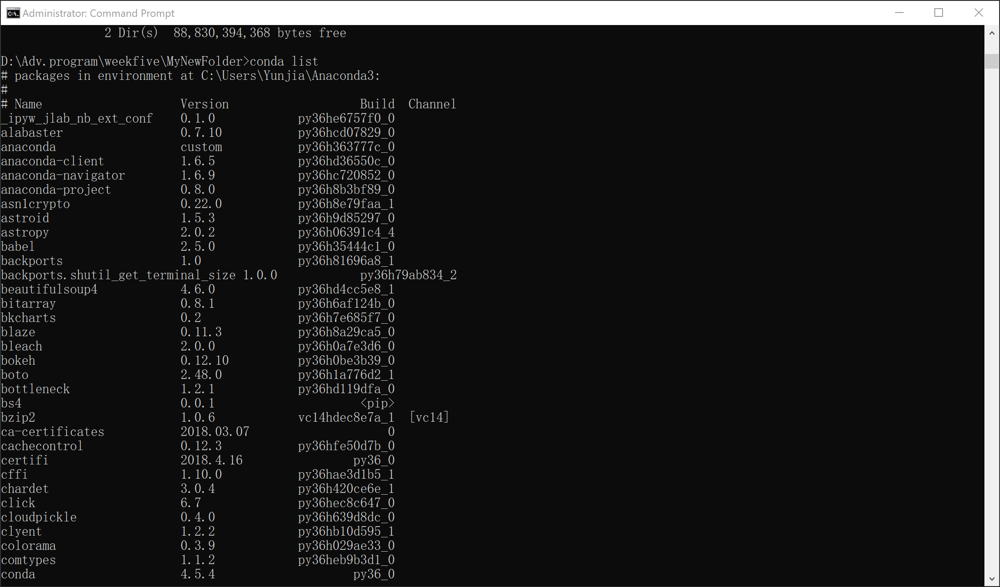 Administrator: Command Prompt
2 Dir(s)  88,830,394,368 bytes free
D:\Adv.program\weekfive\MyNewFolder>conda list
# packages in environment at C:\Users\Yunjia\Anaconda3:
#
# Name                    Version                   Build  Channel
_ipyw_jlab_nb_ext_conf    0.1.0            py36he6757f0_0
alabaster                 0.7.10           py36hcd07829_0
anaconda                  custom           py36h363777c_0
anaconda-client           1.6.5            py36hd36550c_0
anaconda-navigator        1.6.9            py36hc720852_0
anaconda-project          0.8.0            py36h8b3bf89_0
asn1crypto                0.22.0           py36h8e79faa_1
astroid                   1.5.3            py36h9d85297_0
astropy                   2.0.2            py36h06391c4_4
babel                     2.5.0            py36h35444c1_0
backports                 1.0              py36h81696a8_1
backports.shutil_get_terminal_size 1.0.0            py36h79ab834_2
beautifulsoup4            4.6.0            py36hd4cc5e8_1
bitarray                  0.8.1            py36h6af124b_0
bkcharts                  0.2              py36h7e685f7_0
blaze                     0.11.3           py36h8a29ca5_0
bleach                    2.0.0            py36h0a7e3d6_0
bokeh                     0.12.10          py36h0be3b39_0
boto                      2.48.0           py36h1a776d2_1
bottleneck                1.2.1            py36hd119dfa_0
bs4                       0.0.1                     <pip>
bzip2                     1.0.6            vc14hdec8e7a_1  [vc14]
ca-certificates           2018.03.07                    0
cachecontrol              0.12.3           py36hfe50d7b_0
certifi                   2018.4.16                py36_0
cffi                      1.10.0           py36hae3d1b5_1
chardet                   3.0.4            py36h420ce6e_1
click                     6.7              py36hec8c647_0
cloudpickle               0.4.0            py36h639d8dc_0
clyent                    1.2.2            py36hb10d595_1
colorama                  0.3.9            py36h029ae33_0
comtypes                  1.1.2            py36heb9b3d1_0
conda                     4.5.4                    py36_0